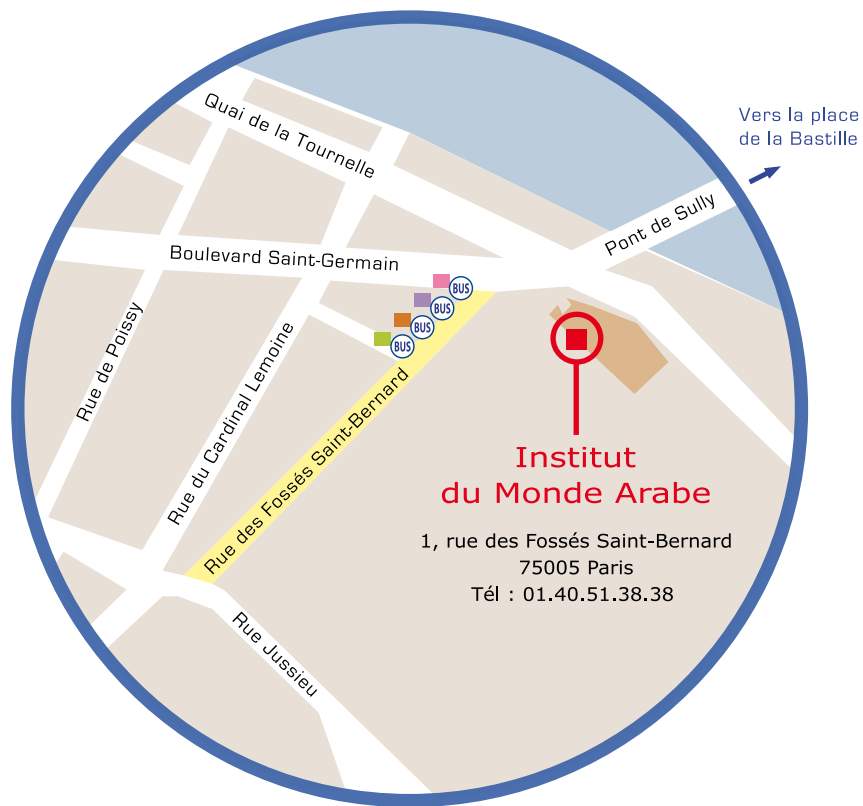 Vers la place
de la Bastille
Quai de la Tournelle
Pont de Sully
Boulevard Saint-Germain
BUS
BUS
BUS
BUS
Rue de Poissy
Rue du Cardinal Lemoine
Rue des Fossés Saint-Bernard
Institut
du Monde Arabe
1, rue des Fossés Saint-Bernard
75005 Paris
Tél : 01.40.51.38.38
Rue Jussieu